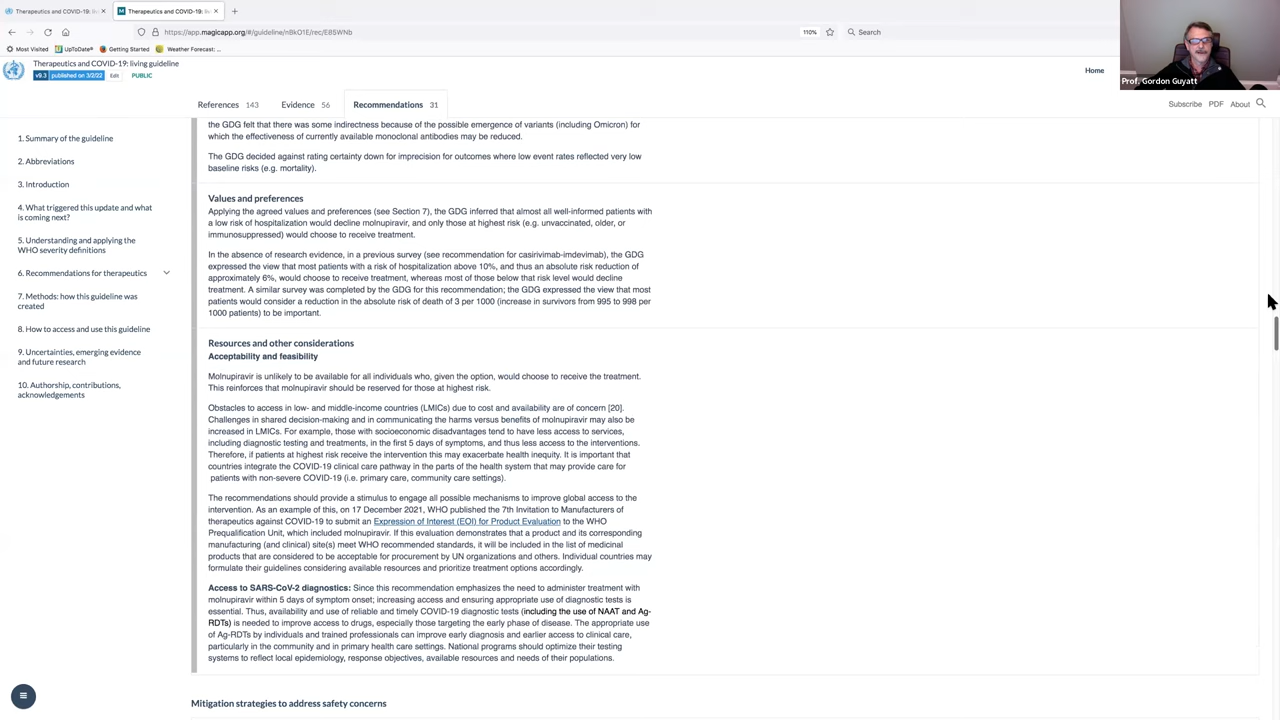 Therapeutics and COVID-19: liv
Therapeutics and COVID-19: liv
https://app.magicapp.org/#/guideline/nBkO1E/rec/E85WNb
110%
Search
Most Visited
UpToDate®
Getting Started
Weather Forecast: ...
Prof. Gordon Guyatt
Therapeutics and COVID-19: living guideline
v9.3 published on 3/2/22 Edit PUBLIC
Home
References 143
Evidence 56
Recommendations 31
Subscribe PDF About
1. Summary of the guideline
2. Abbreviations
3. Introduction
4. What triggered this update and what
is coming next?
5. Understanding and applying the
WHO severity definitions
6. Recommendations for therapeutics
7. Methods: how this guideline was
created
8. How to access and use this guideline
9. Uncertainties, emerging evidence
and future research
10. Authorship, contributions,
acknowledgements
the GDG felt that there was some indirectness because of the possible emergence of variants (including Omicron) for
which the effectiveness of currently available monoclonal antibodies may be reduced.
The GDG decided against rating certainty down for imprecision for outcomes where low event rates reflected very low
baseline risks (e.g. mortality).
Values and preferences
Applying the agreed values and preferences (see Section 7), the GDG inferred that almost all well-informed patients with
a low risk of hospitalization would decline molnupiravir, and only those at highest risk (e.g. unvaccinated, older, or
immunosuppressed) would choose to receive treatment.
In the absence of research evidence, in a previous survey (see recommendation for casirivimab-imdevimab), the GDG
expressed the view that most patients with a risk of hospitalization above 10%, and thus an absolute risk reduction of
approximately 6%, would choose to receive treatment, whereas most of those below that risk level would decline
treatment. A similar survey was completed by the GDG for this recommendation; the GDG expressed the view that most
patients would consider a reduction in the absolute risk of death of 3 per 1000 (increase in survivors from 995 to 998 per
1000 patients) to be important.
Resources and other considerations
Acceptability and feasibility
Molnupiravir is unlikely to be available for all individuals who, given the option, would choose to receive the treatment.
This reinforces that molnupiravir should be reserved for those at highest risk.
Obstacles to access in low- and middle-income countries (LMICs) due to cost and availability are of concern [20].
Challenges in shared decision-making and in communicating the harms versus benefits of molnupiravir may also be
increased in LMICs. For example, those with socioeconomic disadvantages tend to have less access to services,
including diagnostic testing and treatments, in the first 5 days of symptoms, and thus less access to the interventions.
Therefore, if patients at highest risk receive the intervention this may exacerbate health inequity. It is important that
countries integrate the COVID-19 clinical care pathway in the parts of the health system that may provide care for
patients with non-severe COVID-19 (i.e. primary care, community care settings).
The recommendations should provide a stimulus to engage all possible mechanisms to improve global access to the
intervention. As an example of this, on 17 December 2021, WHO published the 7th Invitation to Manufacturers of
therapeutics against COVID-19 to submit an Expression of Interest (EOI) for Product Evaluation to the WHO
Prequalification Unit, which included molnupiravir. If this evaluation demonstrates that a product and its corresponding
manufacturing (and clinical) site(s) meet WHO recommended standards, it will be included in the list of medicinal
products that are considered to be acceptable for procurement by UN organizations and others. Individual countries may
formulate their guidelines considering available resources and prioritize treatment options accordingly.
Access to SARS-CoV-2 diagnostics: Since this recommendation emphasizes the need to administer treatment with
molnupiravir within 5 days of symptom onset; increasing access and ensuring appropriate use of diagnostic tests is
essential. Thus, availability and use of reliable and timely COVID-19 diagnostic tests (including the use of NAAT and Ag-
RDTs) is needed to improve access to drugs, especially those targeting the early phase of disease. The appropriate use
of Ag-RDTs by individuals and trained professionals can improve early diagnosis and earlier access to clinical care,
particularly in the community and in primary health care settings. National programs should optimize their testing
systems to reflect local epidemiology, response objectives, available resources and needs of their populations.
Mitigation strategies to address safety concerns